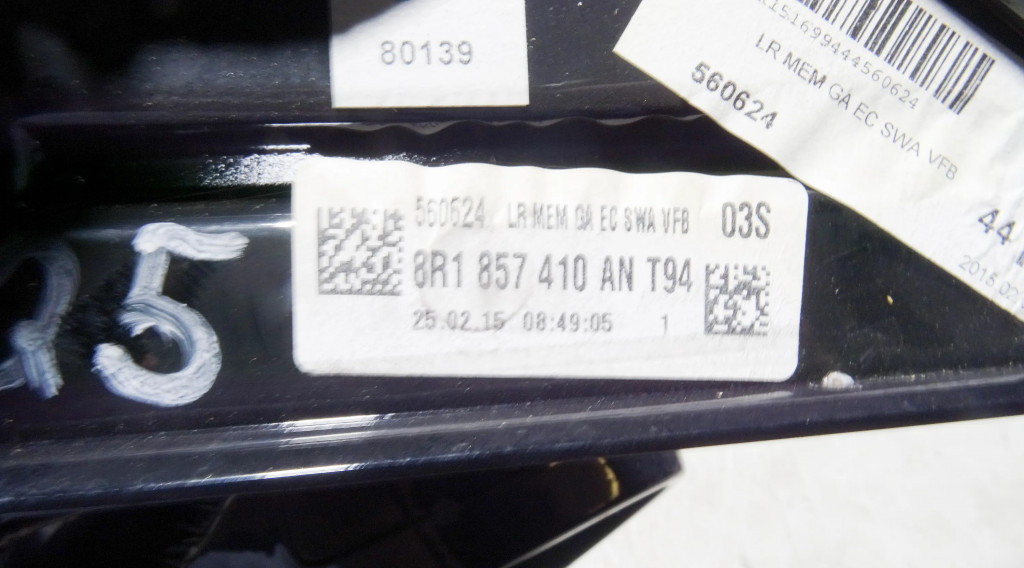 80139
560624
LR MEM GA EC SWA VFB
44
560624 LR MEM GA EC SWA VFB 03S
8R1 857 410 AN T94
25.02.15 08:49:05 1
25